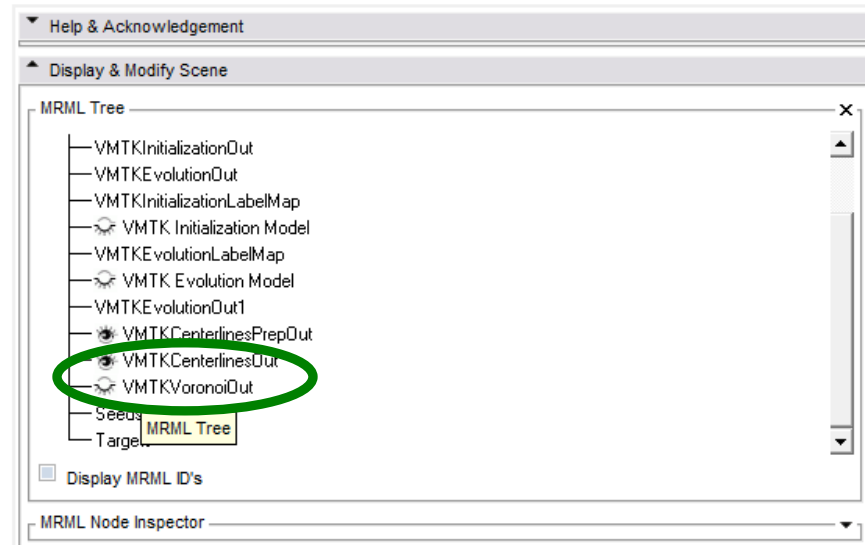 Help & Acknowledgement
Display & Modify Scene
MRML Tree
VMTKInitializationOut
VMTKEvolutionOut
VMTKInitializationLabelMap
VMTK Initialization Model
VMTKEvolutionLabelMap
VMTK Evolution Model
VMTKEvolutionOut1
VMTKCenterlinesPrepOut
VMTKCenterlinesOut
VMTKVoronoiOut
Seeds
MRML Tree
Targets
Display MRML ID's
MRML Node Inspector